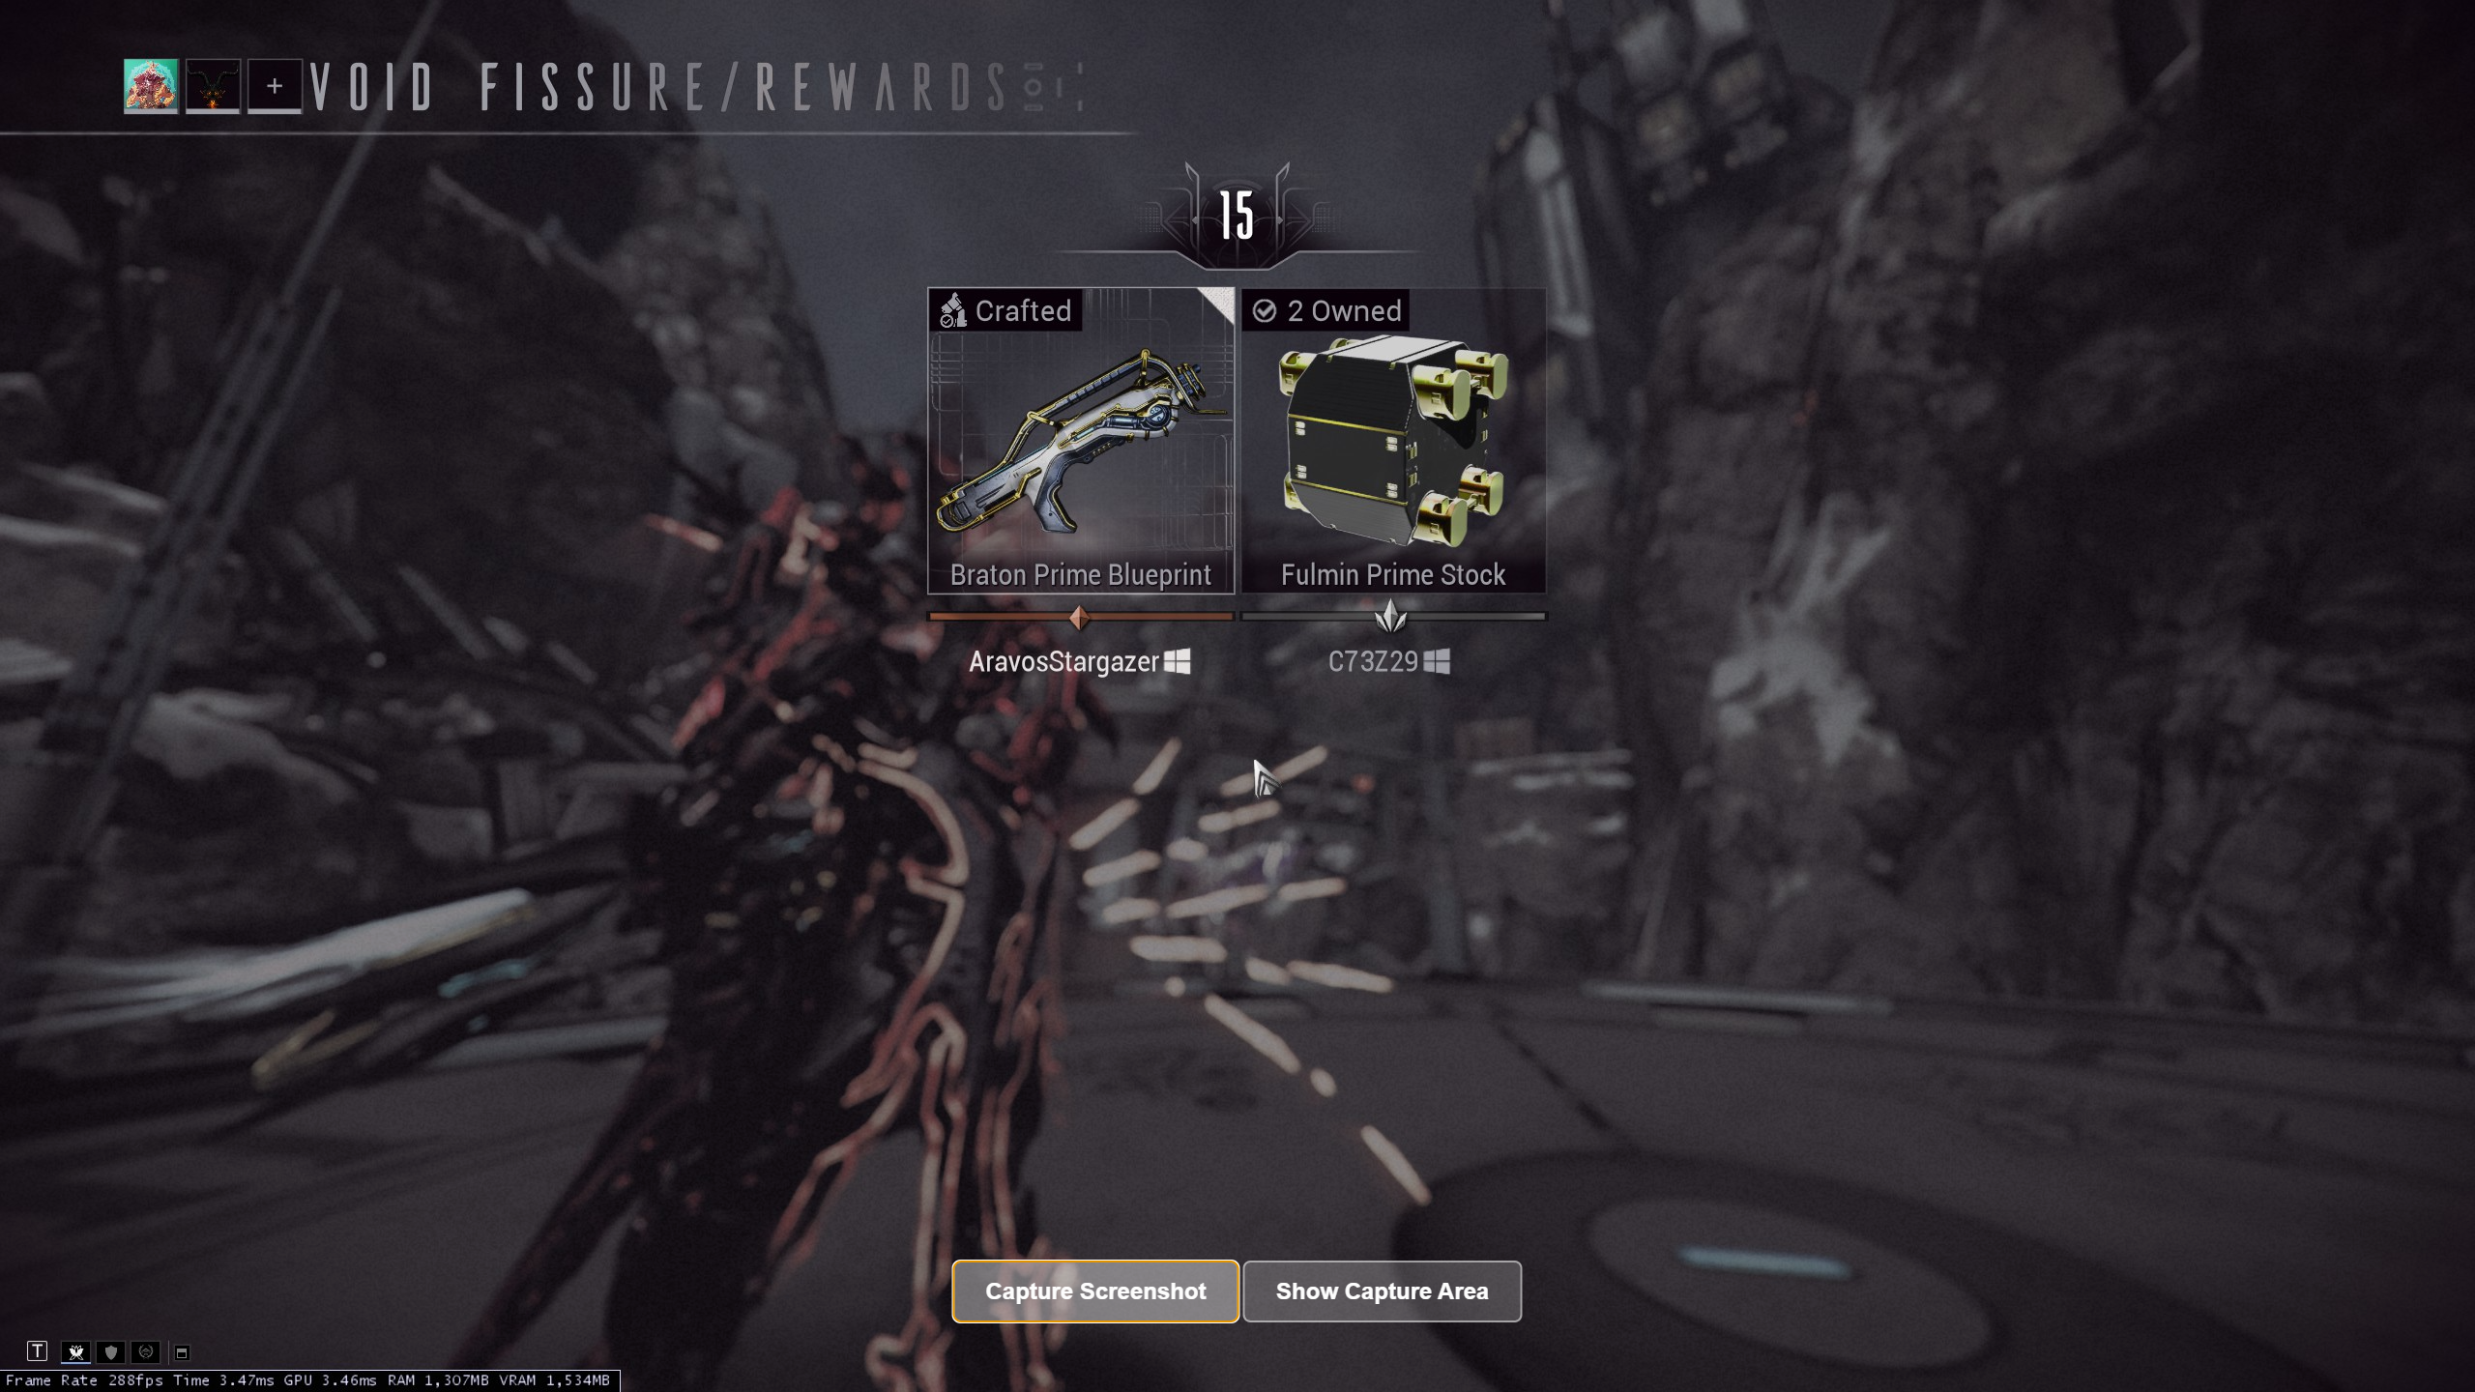 VOID FISSURE/REWARDS
15
Crafted
2 Owned
Braton Prime Blueprint
Fulmin Prime Stock
AravosStargazer
C73Z29
Capture Screenshot
Show Capture Area
T
Frame Rate 288fps Time 3.47ms GPU 3.46ms RAM 1,307MB VRAM 1,534MB